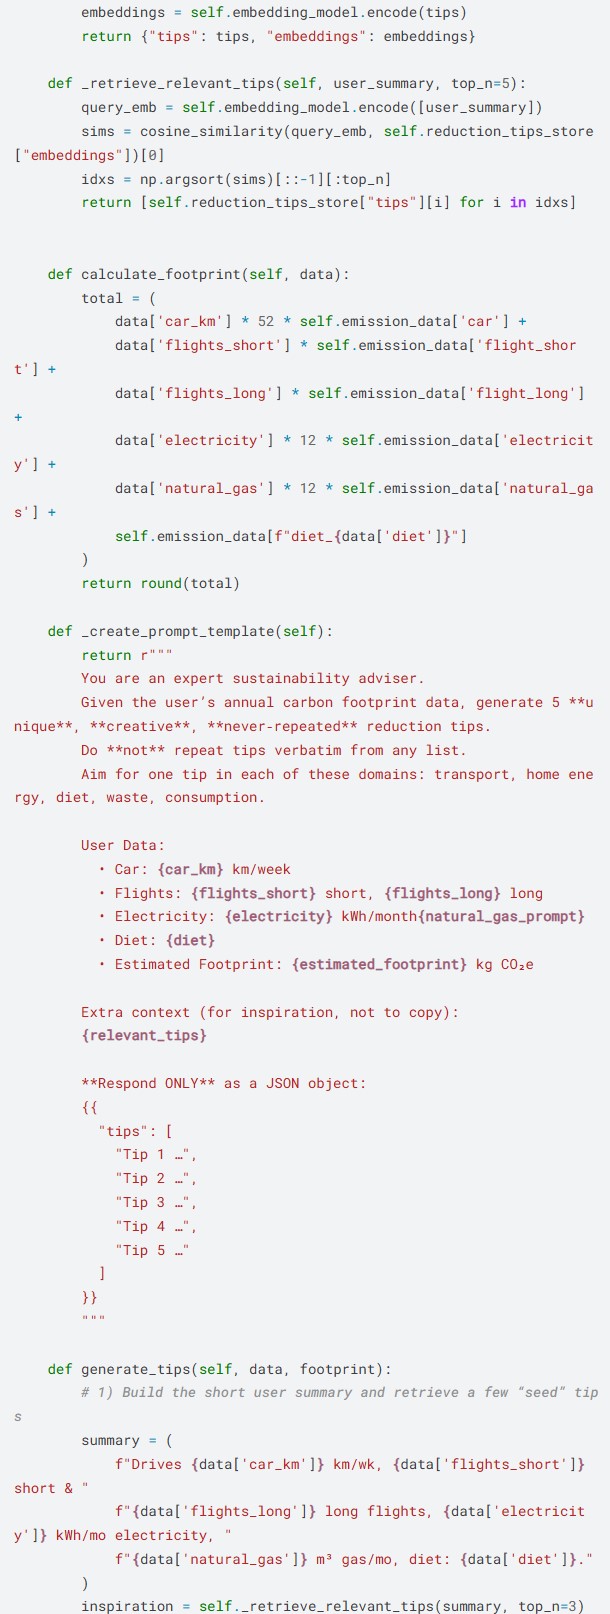 embeddings = self.embedding_model.encode(tips)
        return {"tips": tips, "embeddings": embeddings}

    def _retrieve_relevant_tips(self, user_summary, top_n=5):
        query_emb = self.embedding_model.encode([user_summary])
        sims = cosine_similarity(query_emb, self.reduction_tips_store
["embeddings"])[0]
        idxs = np.argsort(sims)[::-1][:top_n]
        return [self.reduction_tips_store["tips"][i] for i in idxs]


    def calculate_footprint(self, data):
        total = (
            data['car_km'] * 52 * self.emission_data['car'] +
            data['flights_short'] * self.emission_data['flight_shor
t'] +
            data['flights_long'] * self.emission_data['flight_long']
+
            data['electricity'] * 12 * self.emission_data['electricit
y'] +
            data['natural_gas'] * 12 * self.emission_data['natural_ga
s'] +
            self.emission_data[f"diet_{data['diet']}"]
        )
        return round(total)

    def _create_prompt_template(self):
        return r"""
        You are an expert sustainability adviser.
        Given the user’s annual carbon footprint data, generate 5 **u
nique**, **creative**, **never-repeated** reduction tips.
        Do **not** repeat tips verbatim from any list.
        Aim for one tip in each of these domains: transport, home ene
rgy, diet, waste, consumption.

        User Data:
          • Car: {car_km} km/week
          • Flights: {flights_short} short, {flights_long} long
          • Electricity: {electricity} kWh/month{natural_gas_prompt}
          • Diet: {diet}
          • Estimated Footprint: {estimated_footprint} kg CO₂e

        Extra context (for inspiration, not to copy):
        {relevant_tips}

        **Respond ONLY** as a JSON object:
        {{
          "tips": [
            "Tip 1 …",
            "Tip 2 …",
            "Tip 3 …",
            "Tip 4 …",
            "Tip 5 …"
          ]
        }}
        """

    def generate_tips(self, data, footprint):
        # 1) Build the short user summary and retrieve a few “seed” tip
s
        summary = (
            f"Drives {data['car_km']} km/wk, {data['flights_short']}
short & "
            f"{data['flights_long']} long flights, {data['electricit
y']} kWh/mo electricity, "
            f"{data['natural_gas']} m³ gas/mo, diet: {data['diet']}."
        )
        inspiration = self._retrieve_relevant_tips(summary, top_n=3)